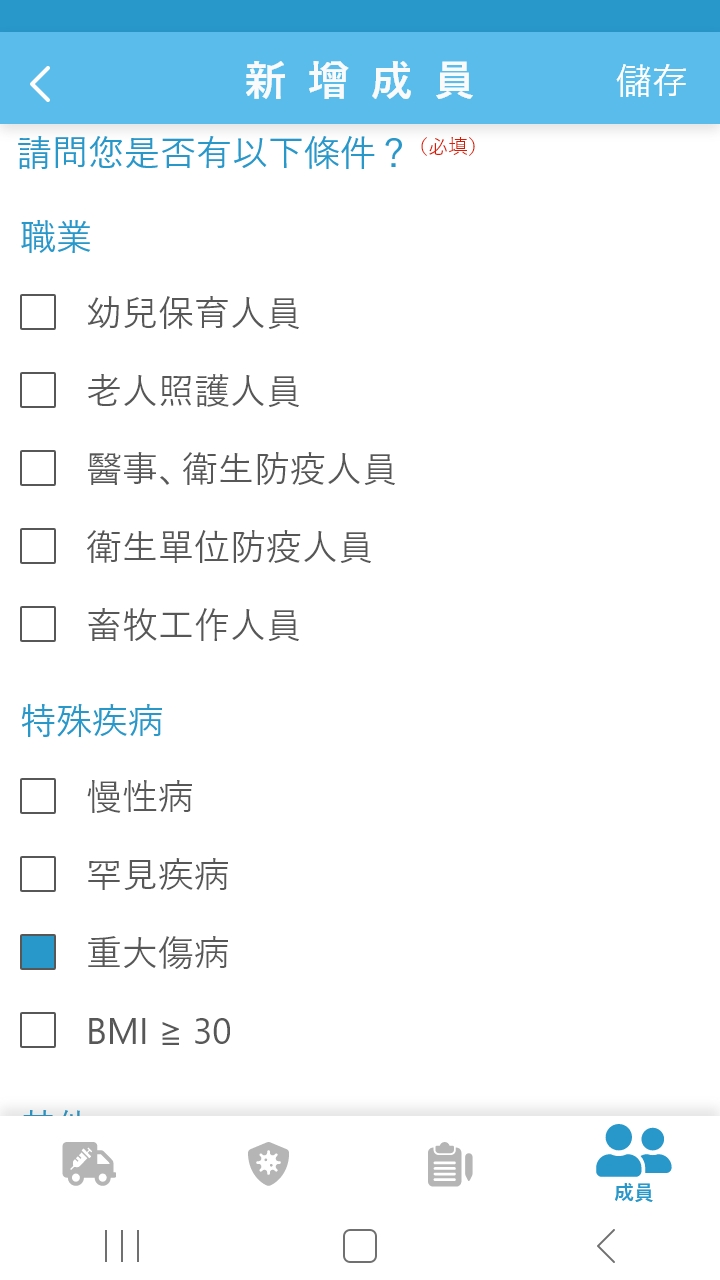 新增成員
儲存
請問您是否有以下條件？（必填）
職業
幼兒保育人員
老人照護人員
醫事、衛生防疫人員
衛生單位防疫人員
畜牧工作人員
特殊疾病
慢性病
罕見疾病
重大傷病
BMI ≧ 30
成員